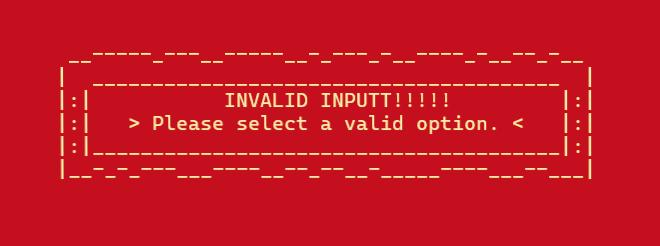 INVALID INPUTT!!!!!
> Please select a valid option. <